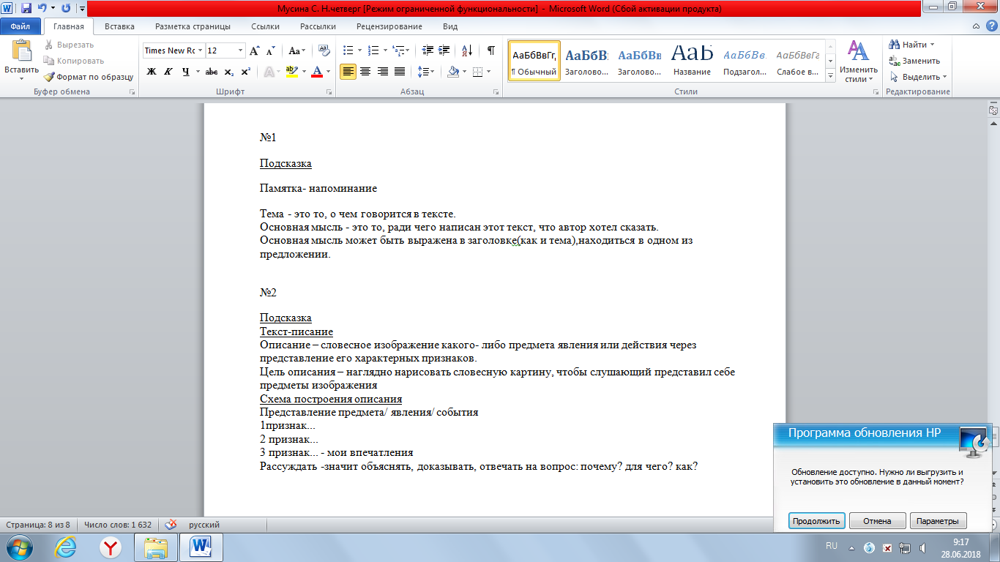 Мусина С. Н.четверг [Режим ограниченной функциональности] - Microsoft Word (Сбой активации продукта)
Файл Главная Вставка Разметка страницы Ссылки Рассылки Рецензирование Вид
Вставить
Вырезать
Копировать
Формат по образцу
Буфер обмена
Times New Rc 12
Ж К Ч abc x₂ x²
Шрифт
Абзац
АаБбВвГг, АаБбВ АаБбВв АаБ АаБбВв. АаБбВвГг
¶ Обычный Заголово... Заголово... Название Подзагол... Слабое в...
Стили
Изменить стили
Найти
Заменить
Выделить
Редактирование
№1
Подсказка
Памятка- напоминание
Тема - это то, о чем говорится в тексте.
Основная мысль - это то, ради чего написан этот текст, что автор хотел сказать.
Основная мысль может быть выражена в заголовке(как и тема),находиться в одном из
предложении.
№2
Подсказка
Текст-писание
Описание – словесное изображение какого- либо предмета явления или действия через
представление его характерных признаков.
Цель описания – наглядно нарисовать словесную картину, чтобы слушающий представил себе
предметы изображения
Схема построения описания
Представление предмета/ явления/ события
1признак...
2 признак...
3 признак... - мои впечатления
Рассуждать -значит объяснять, доказывать, отвечать на вопрос: почему? для чего? как?
Программа обновления HP
Обновление доступно. Нужно ли выгрузить и
установить это обновление в данный момент?
Продолжить Отмена Параметры
Страница: 8 из 8 Число слов: 1 632 русский
RU
9:17
28.06.2018